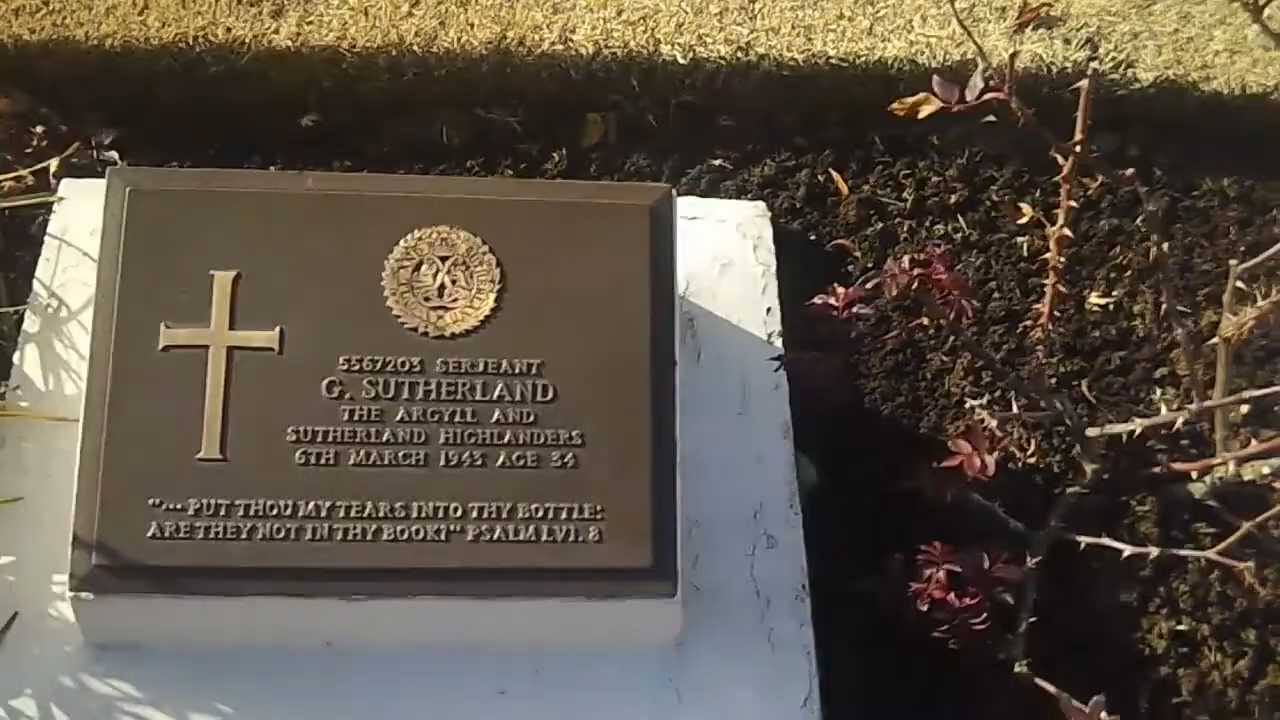 5567203 SERJEANT
G. SUTHERLAND
THE ARGYLL AND
SUTHERLAND HIGHLANDERS
6TH MARCH 1943 AGE 34
"... PUT THOU MY TEARS INTO THY BOTTLE:
ARE THEY NOT IN THY BOOK?" PSALM LVI. 8